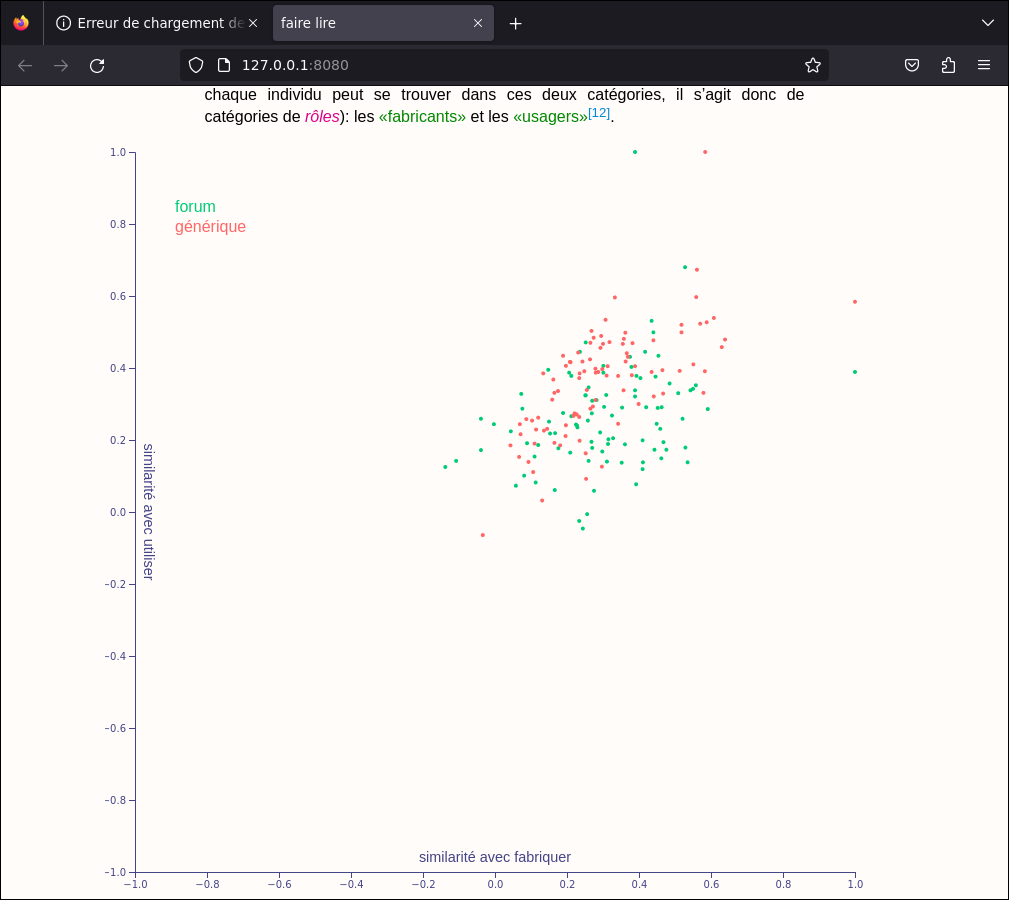 Erreur de chargement de
faire lire
127.0.0.1:8080
chaque individu peut se trouver dans ces deux catégories, il s’agit donc de
catégories de rôles): les «fabricants» et les «usagers»[12].
1.0
forum
0.8
générique
0.6
0.4
0.2
similarité avec utiliser
0.0
−0.2
−0.4
−0.6
−0.8
similarité avec fabriquer
−1.0
−1.0 −0.8 −0.6 −0.4 −0.2 0.0 0.2 0.4 0.6 0.8 1.0